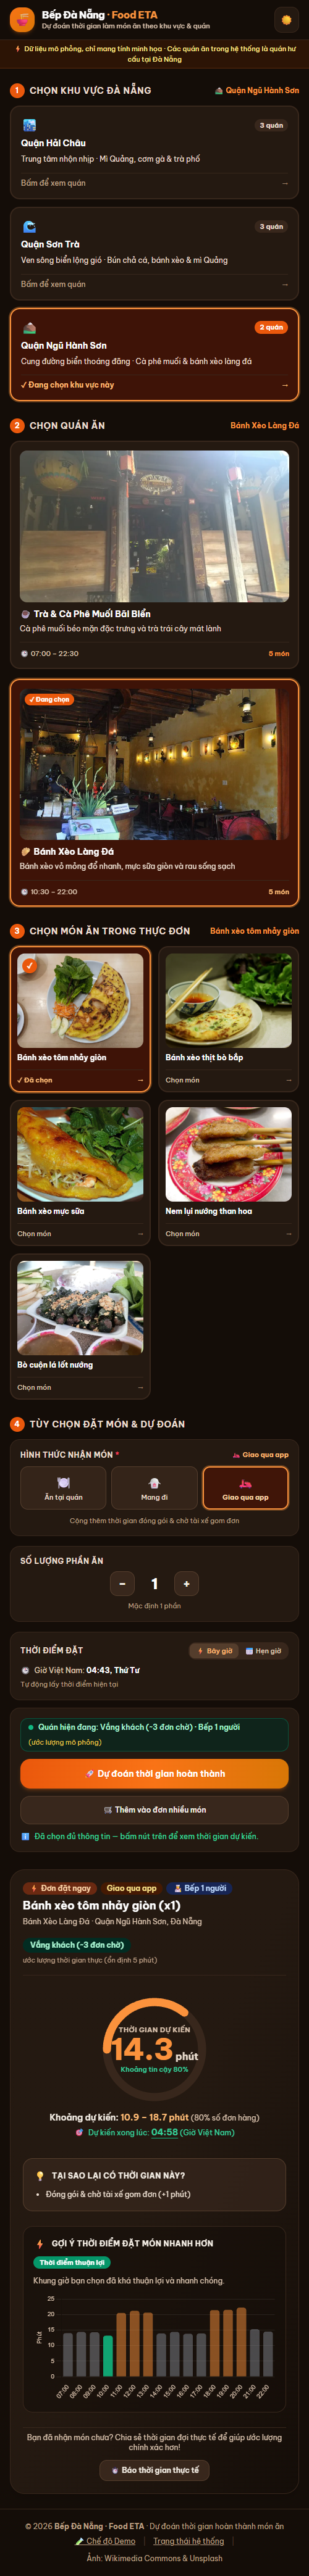 Bếp Đà Nẵng · Food ETA
Dự đoán thời gian làm món ăn theo khu vực & quán
Dữ liệu mô phỏng, chỉ mang tính minh họa · Các quán ăn trong hệ thống là quán hư
cấu tại Đà Nẵng
1 CHỌN KHU VỰC ĐÀ NẴNG
Quận Ngũ Hành Sơn
3 quán
Quận Hải Châu
Trung tâm nhộn nhịp · Mì Quảng, cơm gà & trà phố
Bấm để xem quán →
3 quán
Quận Sơn Trà
Ven sông biển lộng gió · Bún chả cá, bánh xèo & mì Quảng
Bấm để xem quán →
2 quán
Quận Ngũ Hành Sơn
Cung đường biển thoáng đãng · Cà phê muối & bánh xèo làng đá
✓ Đang chọn khu vực này →
2 CHỌN QUÁN ĂN
Bánh Xèo Làng Đá
Trà & Cà Phê Muối Bãi Biển
Cà phê muối béo mặn đặc trưng và trà trái cây mát lành
07:00 – 22:30
5 món
✓ Đang chọn
Bánh Xèo Làng Đá
Bánh xèo vỏ mỏng đổ nhanh, mực sữa giòn và rau sống sạch
10:30 – 22:00
5 món
3 CHỌN MÓN ĂN TRONG THỰC ĐƠN
Bánh xèo tôm nhảy giòn
✓
Bánh xèo tôm nhảy giòn
✓ Đã chọn →
Bánh xèo thịt bò bắp
Chọn món →
Bánh xèo mực sữa
Chọn món →
Nem lụi nướng than hoa
Chọn món →
Bò cuộn lá lốt nướng
Chọn món →
4 TÙY CHỌN ĐẶT MÓN & DỰ ĐOÁN
HÌNH THỨC NHẬN MÓN *
Giao qua app
Ăn tại quán
Mang đi
Giao qua app
Cộng thêm thời gian đóng gói & chờ tài xế gom đơn
SỐ LƯỢNG PHẦN ĂN
− 1 +
Mặc định 1 phần
THỜI ĐIỂM ĐẶT
Bây giờ
Hẹn giờ
Giờ Việt Nam: 04:43, Thứ Tư
Tự động lấy thời điểm hiện tại
Quán hiện đang: Vắng khách (~3 đơn chờ) · Bếp 1 người
(ước lượng mô phỏng)
Dự đoán thời gian hoàn thành
Thêm vào đơn nhiều món
Đã chọn đủ thông tin — bấm nút trên để xem thời gian dự kiến.
Đơn đặt ngay
Giao qua app
Bếp 1 người
Bánh xèo tôm nhảy giòn (x1)
Bánh Xèo Làng Đá · Quận Ngũ Hành Sơn, Đà Nẵng
Vắng khách (~3 đơn chờ)
ước lượng thời gian thực (ổn định 5 phút)
THỜI GIAN DỰ KIẾN
14.3 phút
Khoảng tin cậy 80%
Khoảng dự kiến: 10.9 – 18.7 phút (80% số đơn hàng)
Dự kiến xong lúc: 04:58 (Giờ Việt Nam)
TẠI SAO LẠI CÓ THỜI GIAN NÀY?
• Đóng gói & chờ tài xế gom đơn (+1 phút)
GỢI Ý THỜI ĐIỂM ĐẶT MÓN NHANH HƠN
Thời điểm thuận lợi
Khung giờ bạn chọn đã khá thuận lợi và nhanh chóng.
25
20
15
10
5
0
Phút
07:00 08:00 09:00 10:00 11:00 12:00 13:00 14:00 15:00 16:00 17:00 18:00 19:00 20:00 21:00 22:00
Bạn đã nhận món chưa? Chia sẻ thời gian đợi thực tế để giúp ước lượng
chính xác hơn!
Báo thời gian thực tế
© 2026 Bếp Đà Nẵng · Food ETA · Dự đoán thời gian hoàn thành món ăn
Chế độ Demo | Trạng thái hệ thống |
Ảnh: Wikimedia Commons & Unsplash